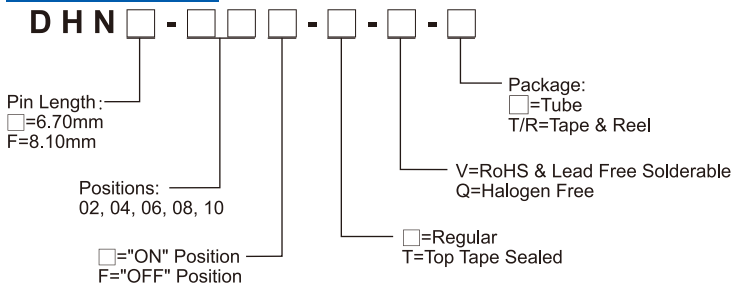 DHN□-□□□-□-□-□
Pin Length:
□=6.70mm
F=8.10mm
Package:
□=Tube
T/R=Tape & Reel
V=RoHS & Lead Free Solderable
Q=Halogen Free
Positions:
02, 04, 06, 08, 10
□=Regular
T=Top Tape Sealed
□="ON" Position
F="OFF" Position